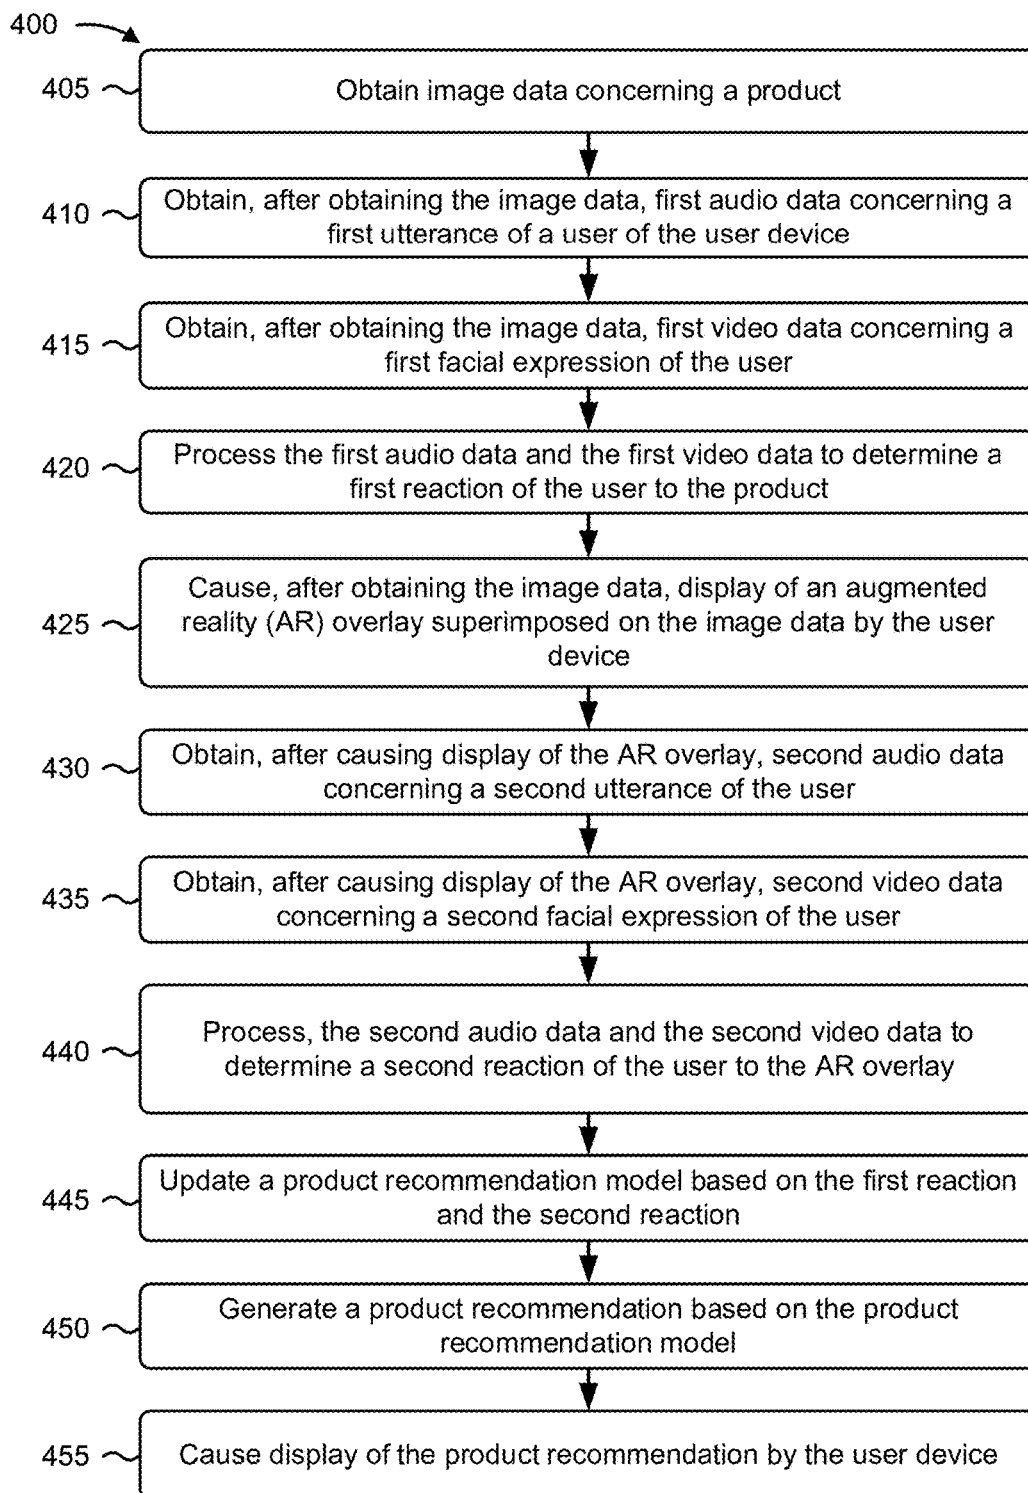 400
405
Obtain image data concerning a product
410
Obtain, after obtaining the image data, first audio data concerning a
first utterance of a user of the user device
415
Obtain, after obtaining the image data, first video data concerning a
first facial expression of the user
420
Process the first audio data and the first video data to determine a
first reaction of the user to the product
425
Cause, after obtaining the image data, display of an augmented
reality (AR) overlay superimposed on the image data by the user
device
430
Obtain, after causing display of the AR overlay, second audio data
concerning a second utterance of the user
435
Obtain, after causing display of the AR overlay, second video data
concerning a second facial expression of the user
440
Process, the second audio data and the second video data to
determine a second reaction of the user to the AR overlay
445
Update a product recommendation model based on the first reaction
and the second reaction
450
Generate a product recommendation based on the product
recommendation model
455
Cause display of the product recommendation by the user device